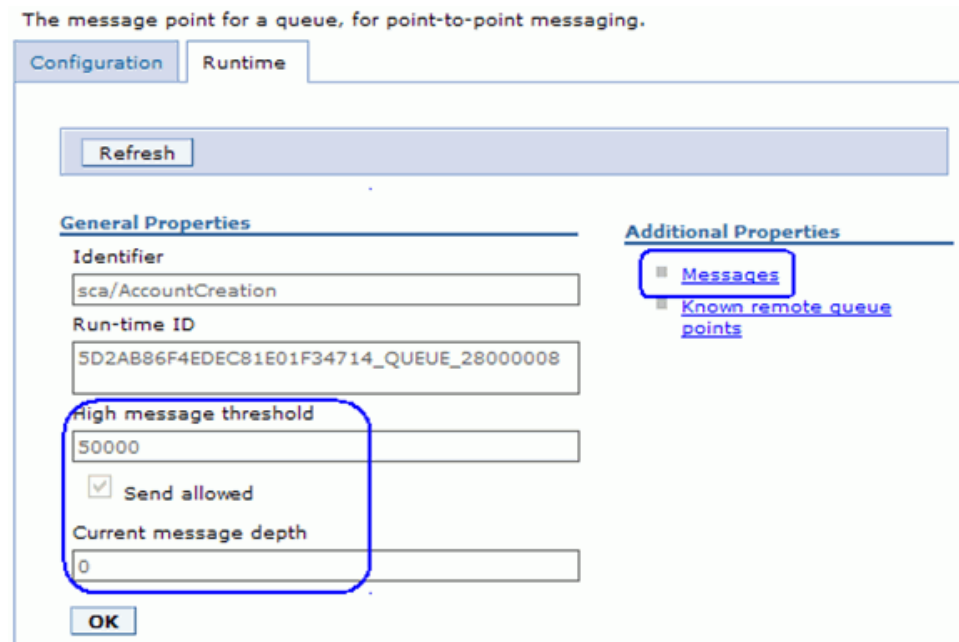 The message point for a queue, for point-to-point messaging.
Configuration
Runtime
Refresh
General Properties
Identifier
sca/AccountCreation
Run-time ID
5D2AB86F4EDEC81E01F34714_QUEUE_28000008
High message threshold
50000
Send allowed
Current message depth
0
OK
Additional Properties
Messages
Known remote queue
points